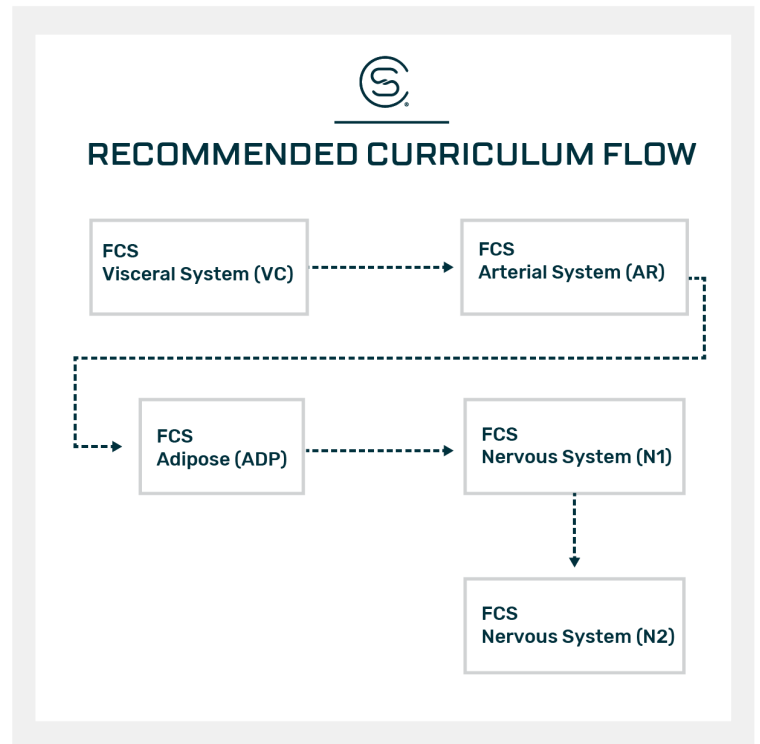 RECOMMENDED CURRICULUM FLOW
FCS
Visceral System (VC)
FCS
Arterial System (AR)
FCS
Adipose (ADP)
FCS
Nervous System (N1)
FCS
Nervous System (N2)